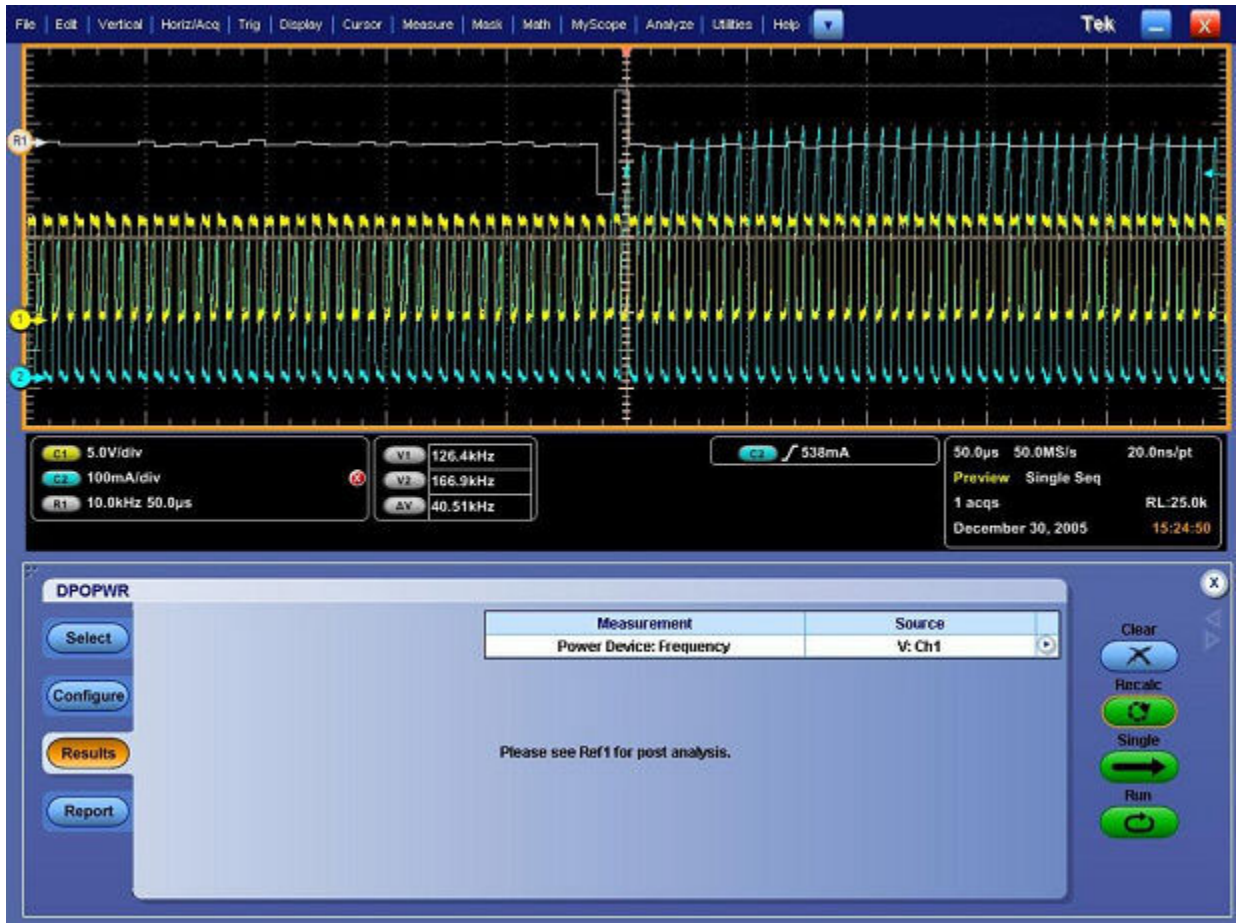 File | Edit | Vertical | Horiz/Acq | Trig | Display | Cursor | Measure | Mask | Math | MyScope | Analyze | Utilities | Help | Tek X
R1
1
2
C1 5.0V/div
C2 100mA/div
R1 10.0kHz 50.0µs
V1 126.4kHz
V2 166.9kHz
ΔV 40.51kHz
C2 538mA
50.0µs 50.0MS/s 20.0ns/pt
Preview Single Seq
1 acqs RL:25.0k
December 30, 2005 15:24:50
DPOPWR
X
Select
Configure
Results
Report
Measurement Source
Power Device: Frequency V: Ch1
Please see Ref1 for post analysis.
Clear
Recalc
Single
Run